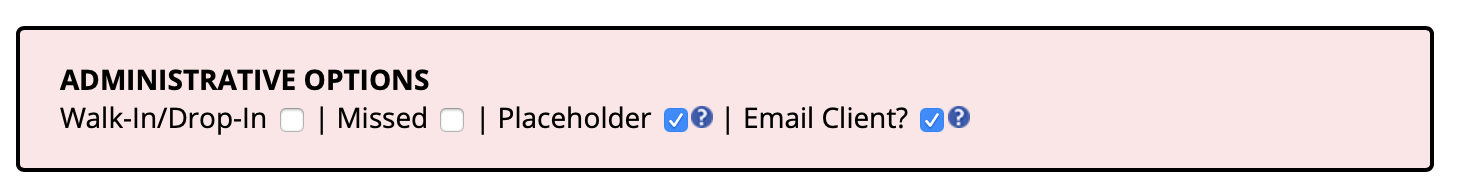 ADMINISTRATIVE OPTIONS
Walk-In/Drop-In | Missed | Placeholder ? | Email Client? ?